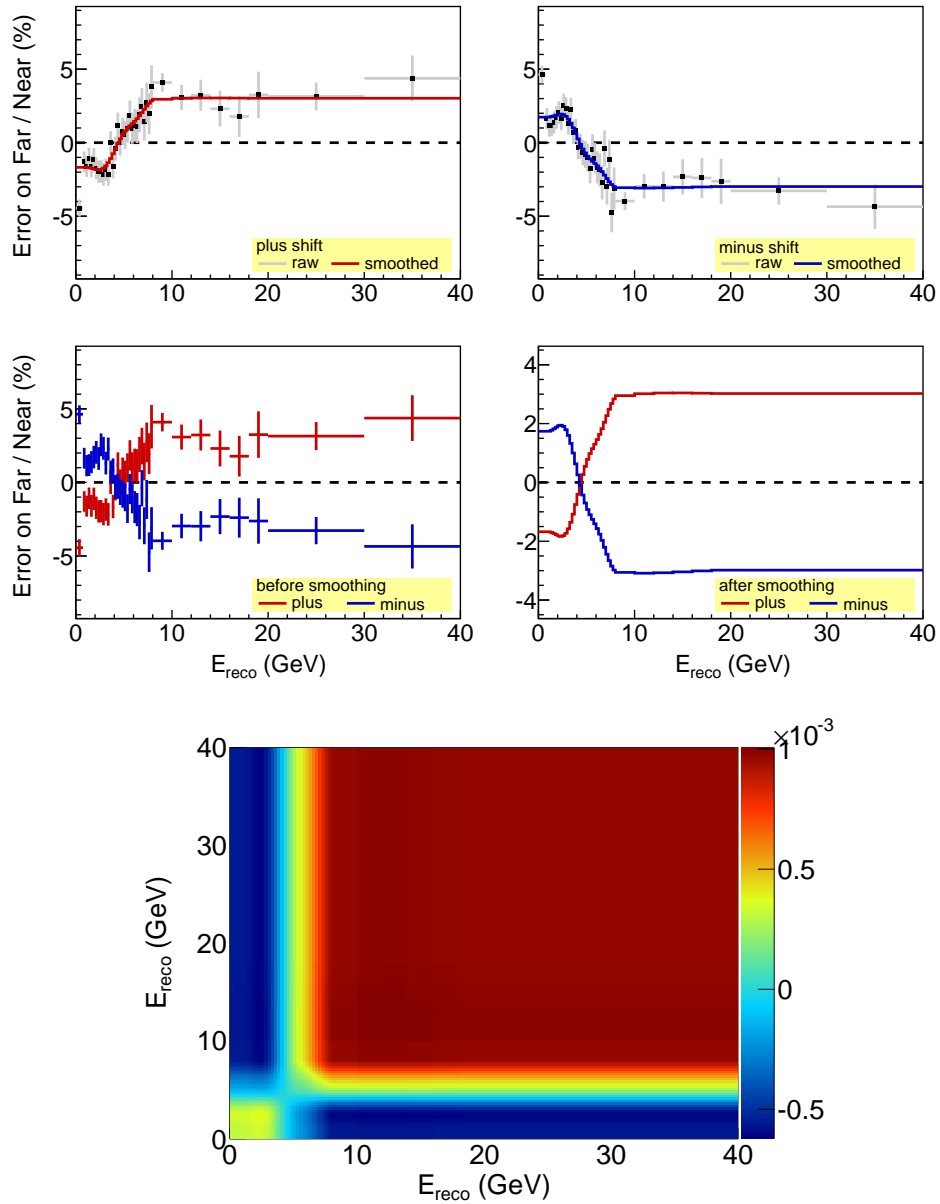 Error on Far / Near (%)
5
0
-5
plus shift
raw smoothed
0 10 20 30 40
5
0
-5
minus shift
raw smoothed
0 10 20 30 40
Error on Far / Near (%)
5
0
-5
before smoothing
plus minus
0 10 20 30 40
E_reco (GeV)
4
2
0
-2
-4
after smoothing
plus minus
0 10 20 30 40
E_reco (GeV)
×10^-3
E_reco (GeV)
40
30
20
10
0
0 10 20 30 40
E_reco (GeV)
1
0.5
0
-0.5